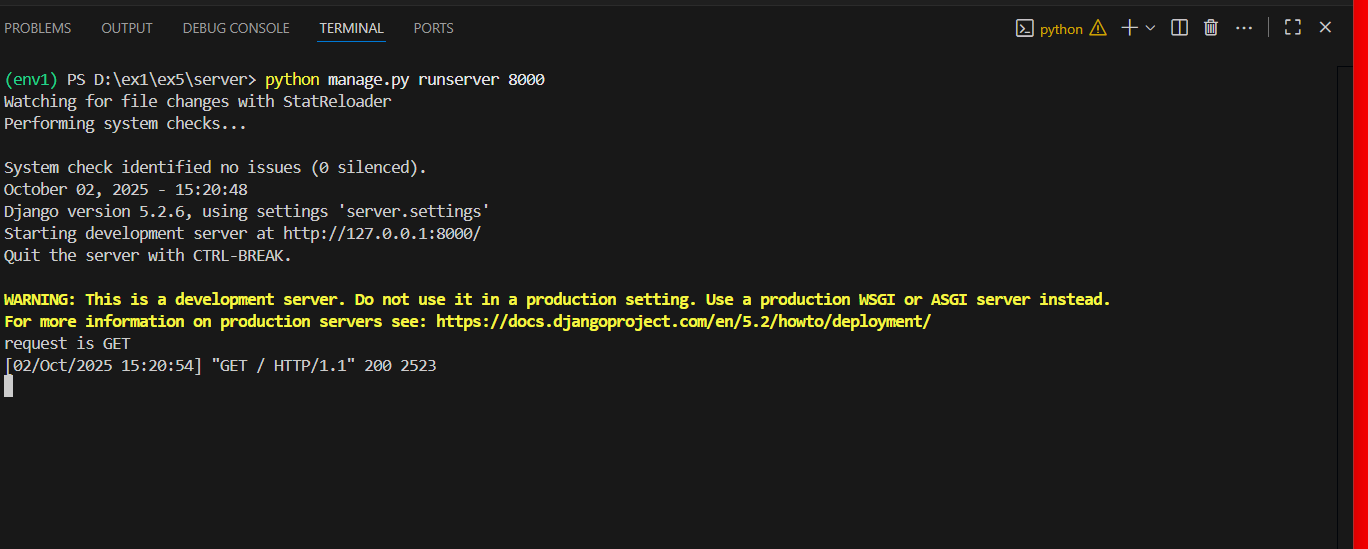 PROBLEMS OUTPUT DEBUG CONSOLE TERMINAL PORTS python
(env1) PS D:\ex1\ex5\server> python manage.py runserver 8000
Watching for file changes with StatReloader
Performing system checks...
System check identified no issues (0 silenced).
October 02, 2025 - 15:20:48
Django version 5.2.6, using settings 'server.settings'
Starting development server at http://127.0.0.1:8000/
Quit the server with CTRL-BREAK.
WARNING: This is a development server. Do not use it in a production setting. Use a production WSGI or ASGI server instead.
For more information on production servers see: https://docs.djangoproject.com/en/5.2/howto/deployment/
request is GET
[02/Oct/2025 15:20:54] "GET / HTTP/1.1" 200 2523